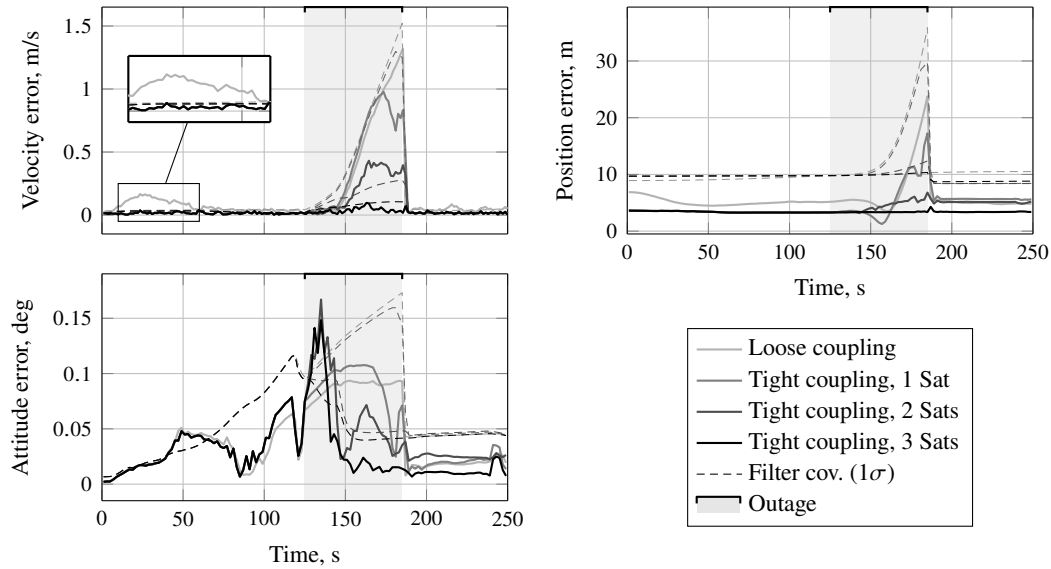 Velocity error, m/s
1.5
1
0.5
0
0 50 100 150 200 250
Position error, m
30
20
10
0
0 50 100 150 200 250
Time, s
Attitude error, deg
0.15
0.1
0.05
0
0 50 100 150 200 250
Time, s
Loose coupling
Tight coupling, 1 Sat
Tight coupling, 2 Sats
Tight coupling, 3 Sats
Filter cov. (1σ)
Outage